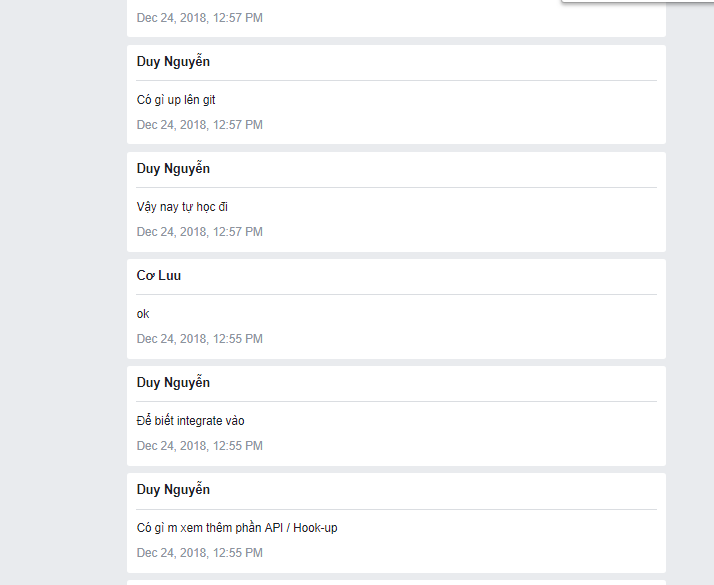 Dec 24, 2018, 12:57 PM
Duy Nguyễn
Có gì up lên git
Dec 24, 2018, 12:57 PM
Duy Nguyễn
Vậy nay tự học đi
Dec 24, 2018, 12:57 PM
Cơ Luu
ok
Dec 24, 2018, 12:55 PM
Duy Nguyễn
Để biết integrate vào
Dec 24, 2018, 12:55 PM
Duy Nguyễn
Có gì m xem thêm phần API / Hook-up
Dec 24, 2018, 12:55 PM